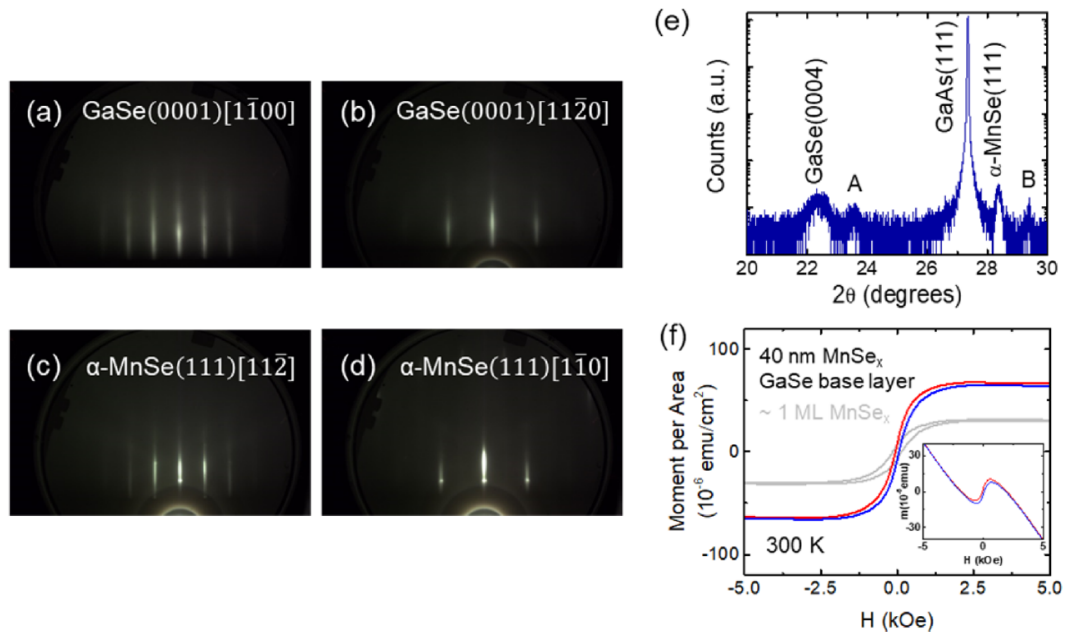 (a) GaSe(0001)[11̄00]
(b) GaSe(0001)[112̄0]
(c) α-MnSe(111)[112̄]
(d) α-MnSe(111)[11̄0]
(e)
Counts (a.u.)
GaSe(0004)
A
GaAs(111)
α-MnSe(111)
B
20 22 24 26 28 30
2θ (degrees)
(f)
Moment per Area
(10⁻⁶ emu/cm²)
100
0
-100
40 nm MnSeₓ
GaSe base layer
~ 1 ML MnSeₓ
300 K
-5.0 -2.5 0.0 2.5 5.0
H (kOe)
m(10⁻⁶emu)
30
0
-30
-5 0 5
H (kOe)